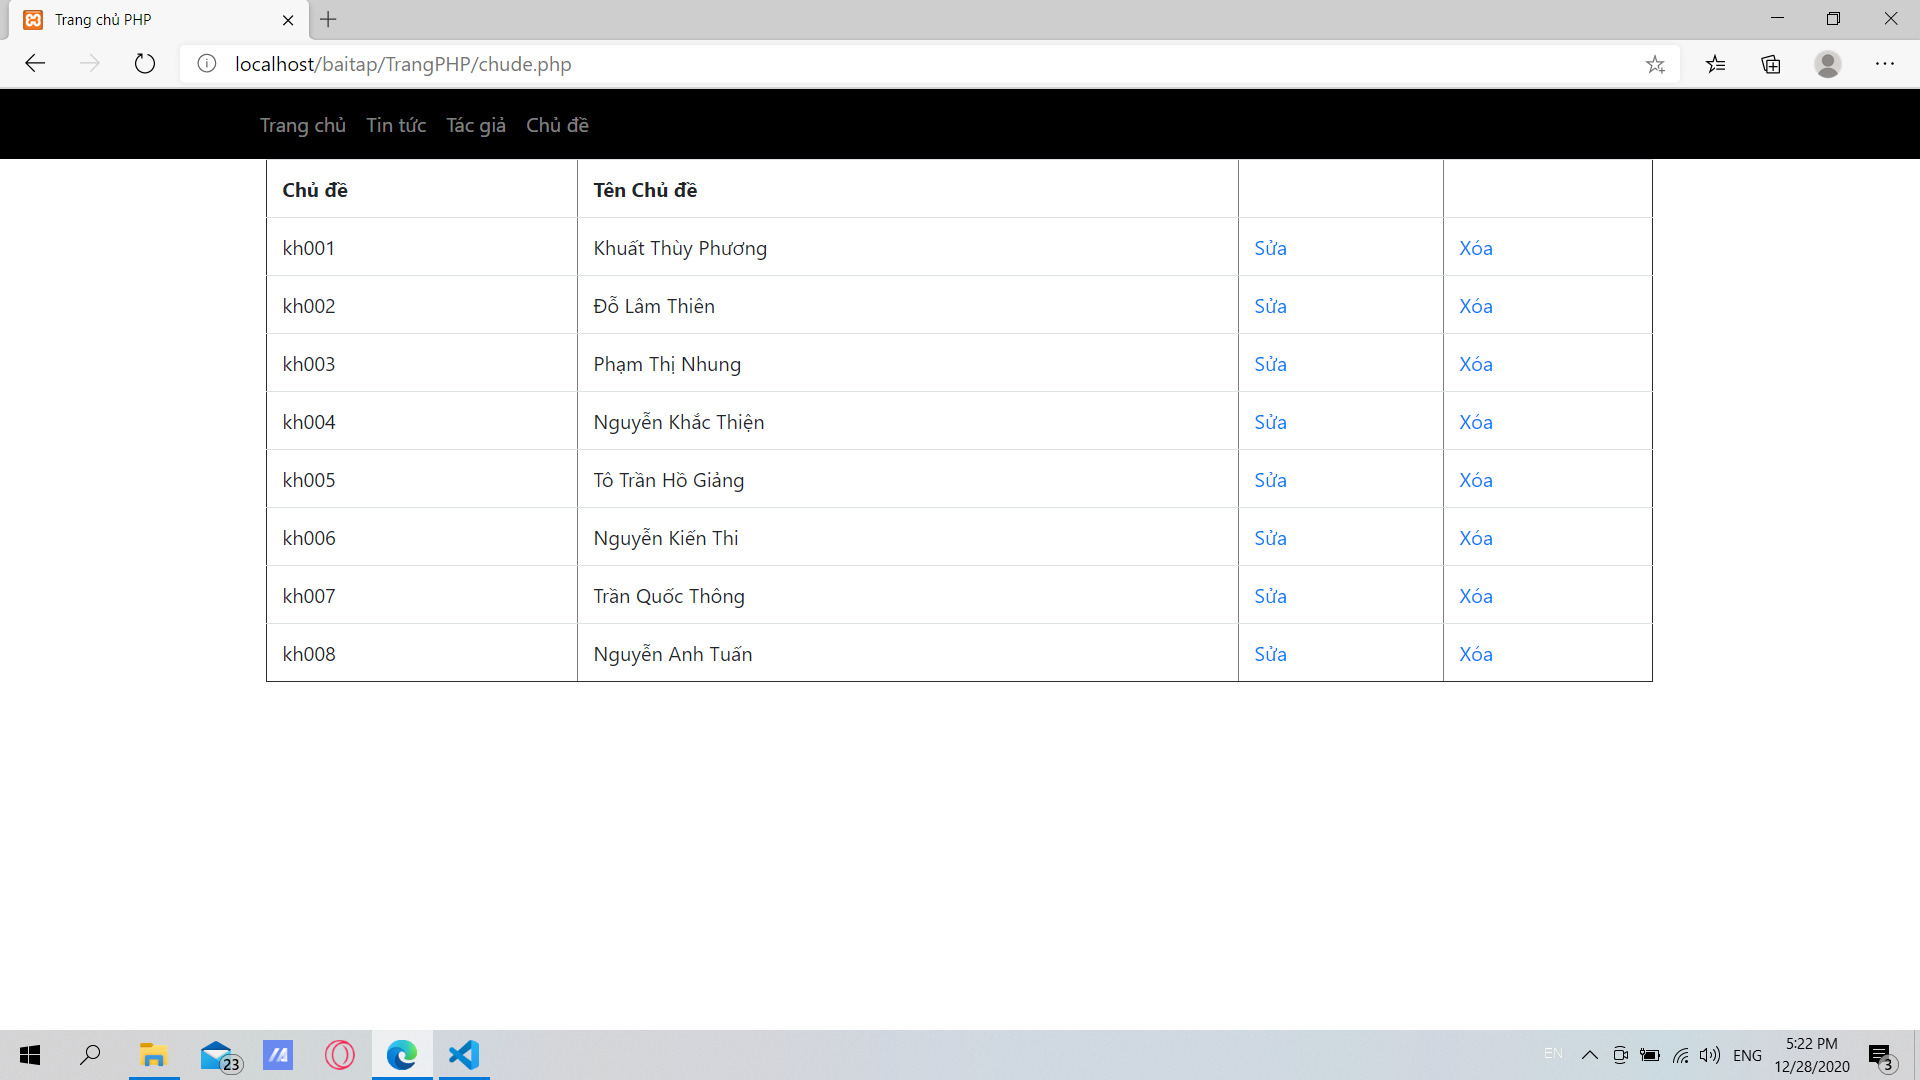 Trang chủ PHP
localhost/baitap/TrangPHP/chude.php
Trang chủ Tin tức Tác giả Chủ đề
Chủ đề Tên Chủ đề
kh001 Khuất Thùy Phương Sửa Xóa
kh002 Đỗ Lâm Thiên Sửa Xóa
kh003 Phạm Thị Nhung Sửa Xóa
kh004 Nguyễn Khắc Thiện Sửa Xóa
kh005 Tô Trần Hồ Giảng Sửa Xóa
kh006 Nguyễn Kiến Thi Sửa Xóa
kh007 Trần Quốc Thông Sửa Xóa
kh008 Nguyễn Anh Tuấn Sửa Xóa
23
EN
ENG
5:22 PM
12/28/2020
3